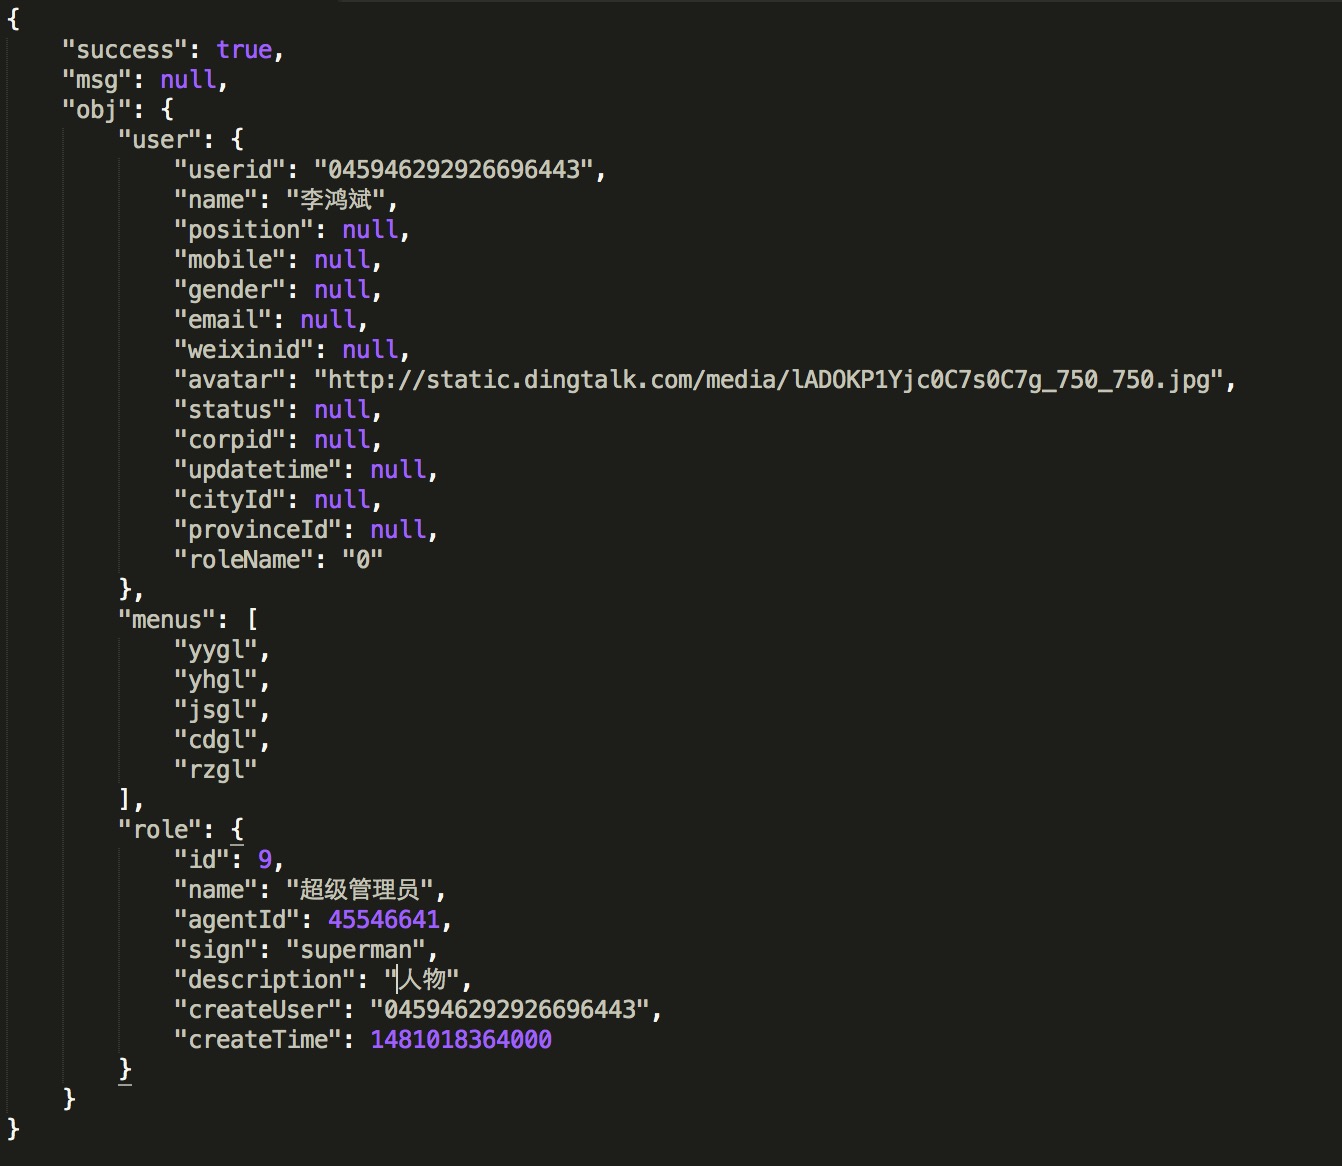 {
    "success": true,
    "msg": null,
    "obj": {
        "user": {
            "userid": "045946292926696443",
            "name": "李鸿斌",
            "position": null,
            "mobile": null,
            "gender": null,
            "email": null,
            "weixinid": null,
            "avatar": "http://static.dingtalk.com/media/lADOKP1Yjc0C7s0C7g_750_750.jpg",
            "status": null,
            "corpid": null,
            "updatetime": null,
            "cityId": null,
            "provinceId": null,
            "roleName": "0"
        },
        "menus": [
            "yygl",
            "yhgl",
            "jsgl",
            "cdgl",
            "rzgl"
        ],
        "role": {
            "id": 9,
            "name": "超级管理员",
            "agentId": 45546641,
            "sign": "superman",
            "description": "人物",
            "createUser": "045946292926696443",
            "createTime": 1481018364000
        }
    }
}